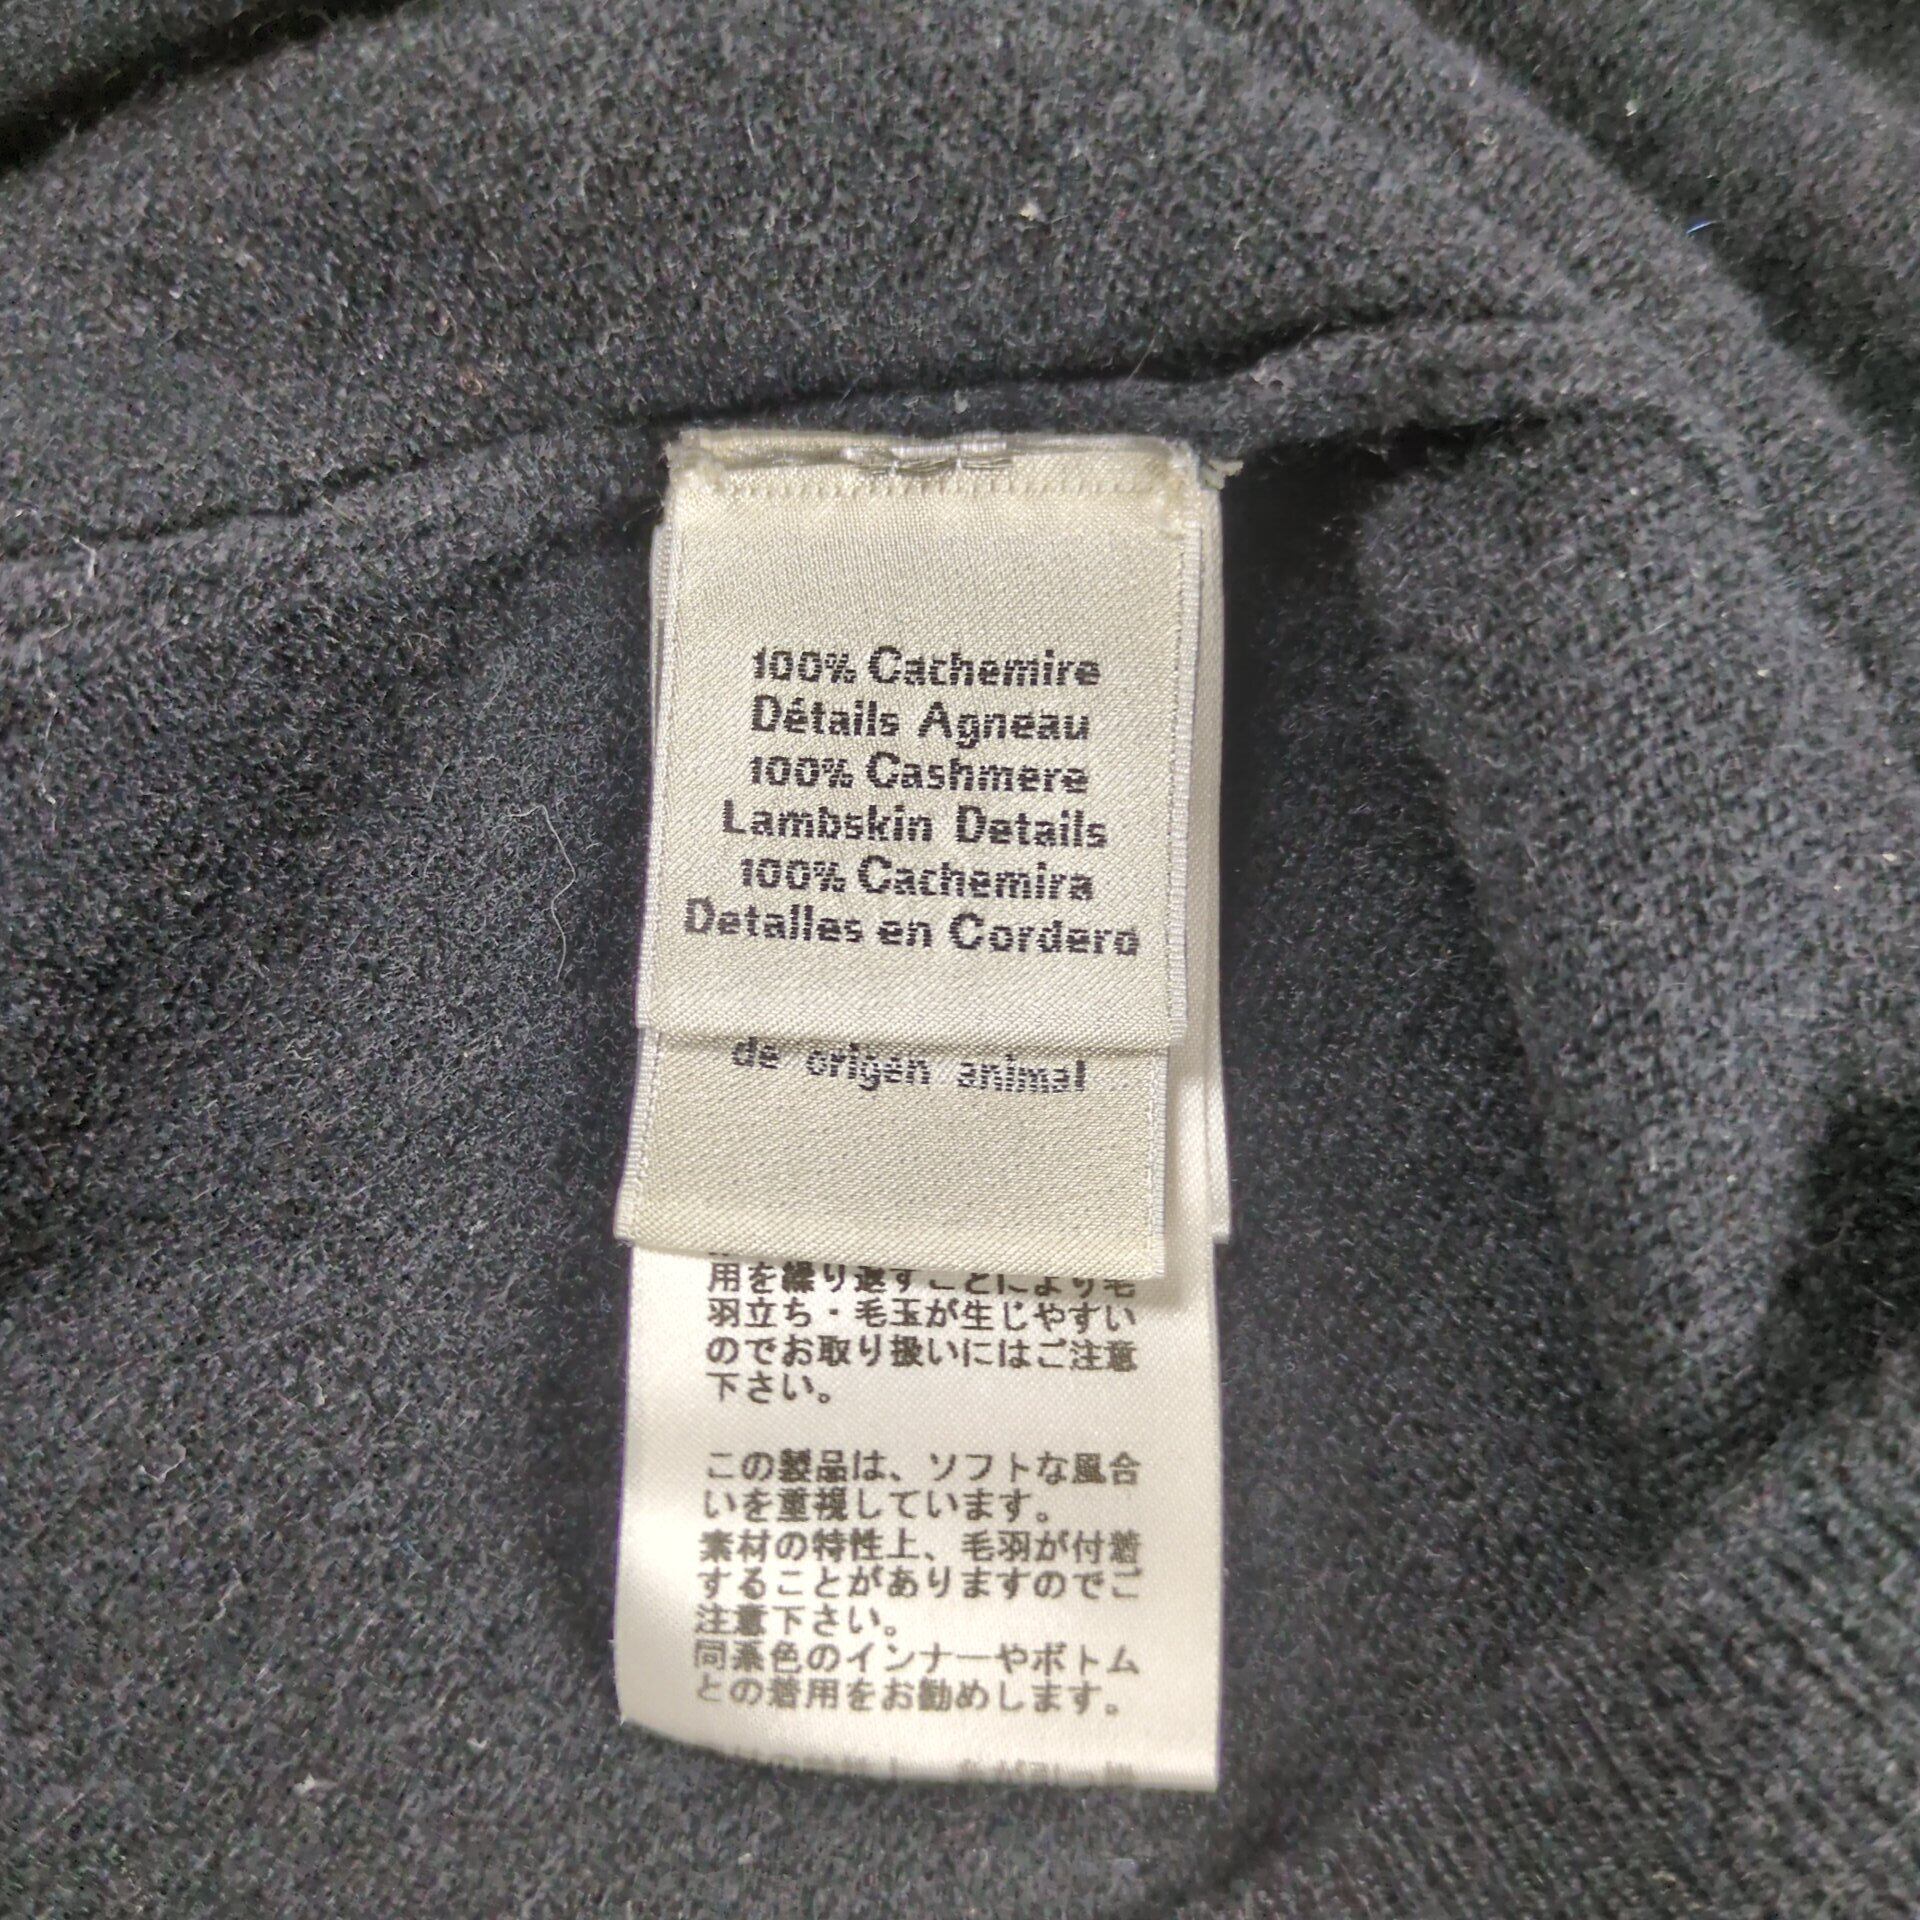 100% Cachemire
Détails Agneau
100% Cashmere
Lambskin Details
100% Cachemira
Detalles en Cordero
de origen animal
用を繰り返すことにより毛
羽立ち・毛玉が生じやすい
のでお取り扱いにはご注意
下さい。
この製品は、ソフトな風合
いを重視しています。
素材の特性上、毛羽が付着
することがありますのでご
注意下さい。
同系色のインナーやボトム
との着用をお勧めします。